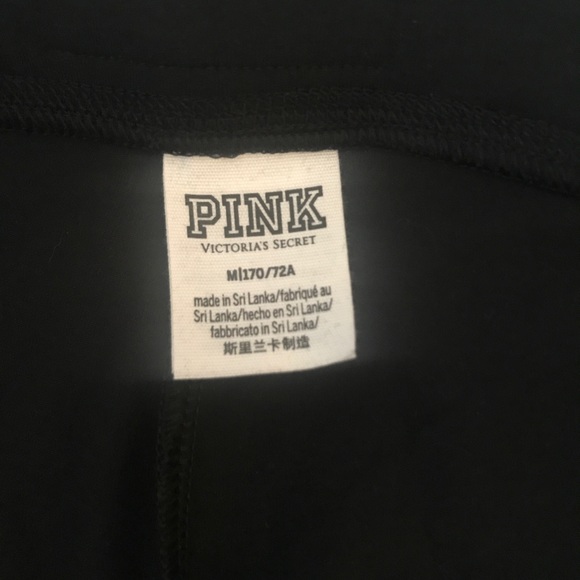 PINK
VICTORIA'S SECRET
M|170/72A
made in Sri Lanka/fabriqué au
Sri Lanka/hecho en Sri Lanka/
fabbricato in Sri Lanka/
斯里兰卡制造